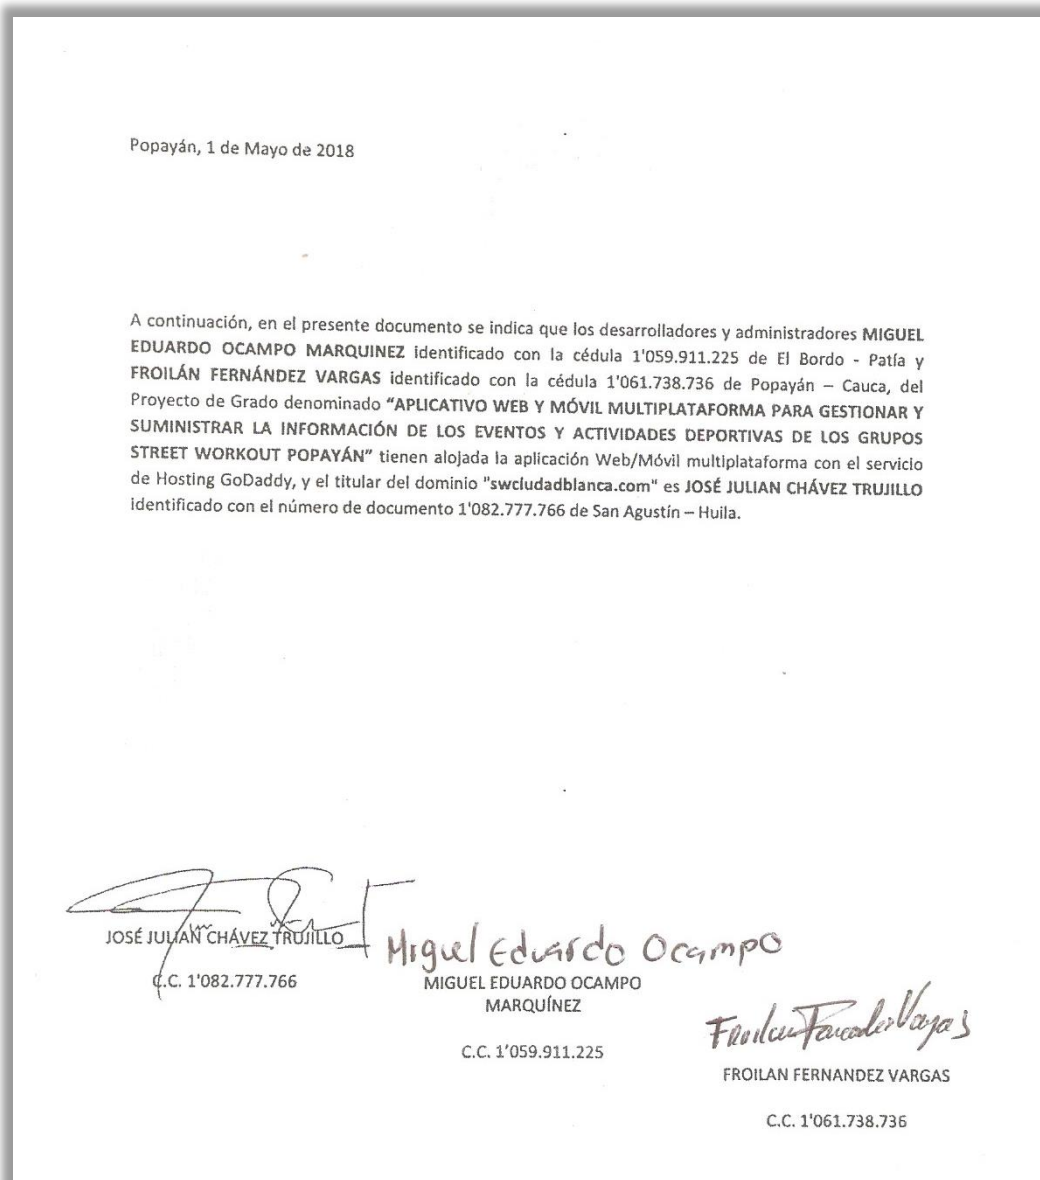 Popayán, 1 de Mayo de 2018
A continuación, en el presente documento se indica que los desarrolladores y administradores MIGUEL
EDUARDO OCAMPO MARQUINEZ identificado con la cédula 1'059.911.225 de El Bordo - Patía y
FROILÁN FERNÁNDEZ VARGAS identificado con la cédula 1'061.738.736 de Popayán – Cauca, del
Proyecto de Grado denominado "APLICATIVO WEB Y MÓVIL MULTIPLATAFORMA PARA GESTIONAR Y
SUMINISTRAR LA INFORMACIÓN DE LOS EVENTOS Y ACTIVIDADES DEPORTIVAS DE LOS GRUPOS
STREET WORKOUT POPAYÁN" tienen alojada la aplicación Web/Móvil multiplataforma con el servicio
de Hosting GoDaddy, y el titular del dominio "swciudadblanca.com" es JOSÉ JULIAN CHÁVEZ TRUJILLO
identificado con el número de documento 1'082.777.766 de San Agustín – Huila.
JOSÉ JULIAN CHÁVEZ TRUJILLO
C.C. 1'082.777.766
Miguel Eduardo Ocampo
MIGUEL EDUARDO OCAMPO
MARQUÍNEZ
C.C. 1'059.911.225
Froilan Fernandez Vargas
FROILAN FERNANDEZ VARGAS
C.C. 1'061.738.736